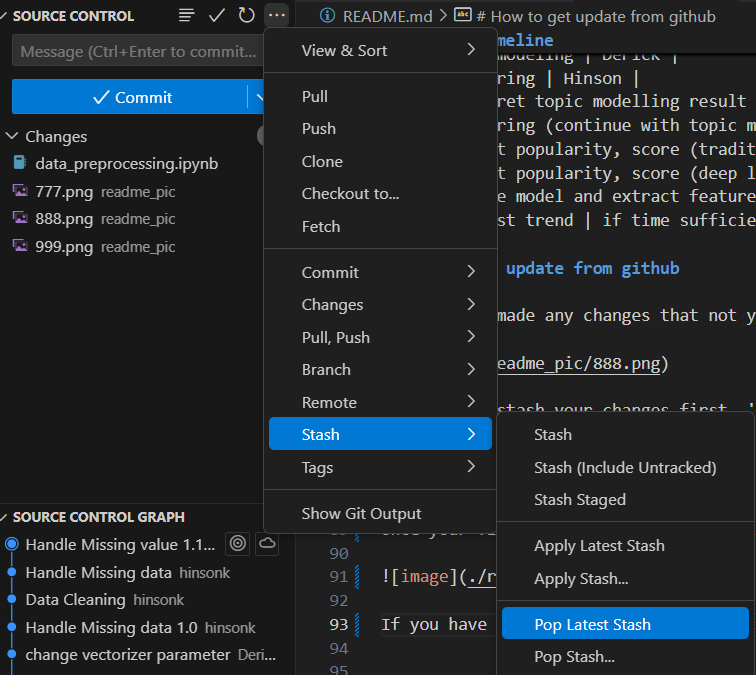 SOURCE CONTROL
README.md > # How to get update from github
Message (Ctrl+Enter to commit...
Commit
Changes
data_preprocessing.ipynb
777.png readme_pic
888.png readme_pic
999.png readme_pic
View & Sort
Pull
Push
Clone
Checkout to...
Fetch
Commit
Changes
Pull, Push
Branch
Remote
Stash
Tags
Show Git Output
meline
modeling | Derick |
ring | Hinson |
ret topic modelling result
ring (continue with topic m
t popularity, score (tradit
t popularity, score (deep l
e model and extract feature
st trend | if time sufficie
update from github
made any changes that not y
eadme_pic/888.png)
stash your changes first, '
Stash
Stash (Include Untracked)
Stash Staged
Apply Latest Stash
Apply Stash...
Pop Latest Stash
Pop Stash...
SOURCE CONTROL GRAPH
Handle Missing value 1.1...
Handle Missing data hinsonk
Data Cleaning hinsonk
Handle Missing data 1.0 hinsonk
change vectorizer parameter Deri...
90
91 ![image](./r
92
93 If you have
94
95